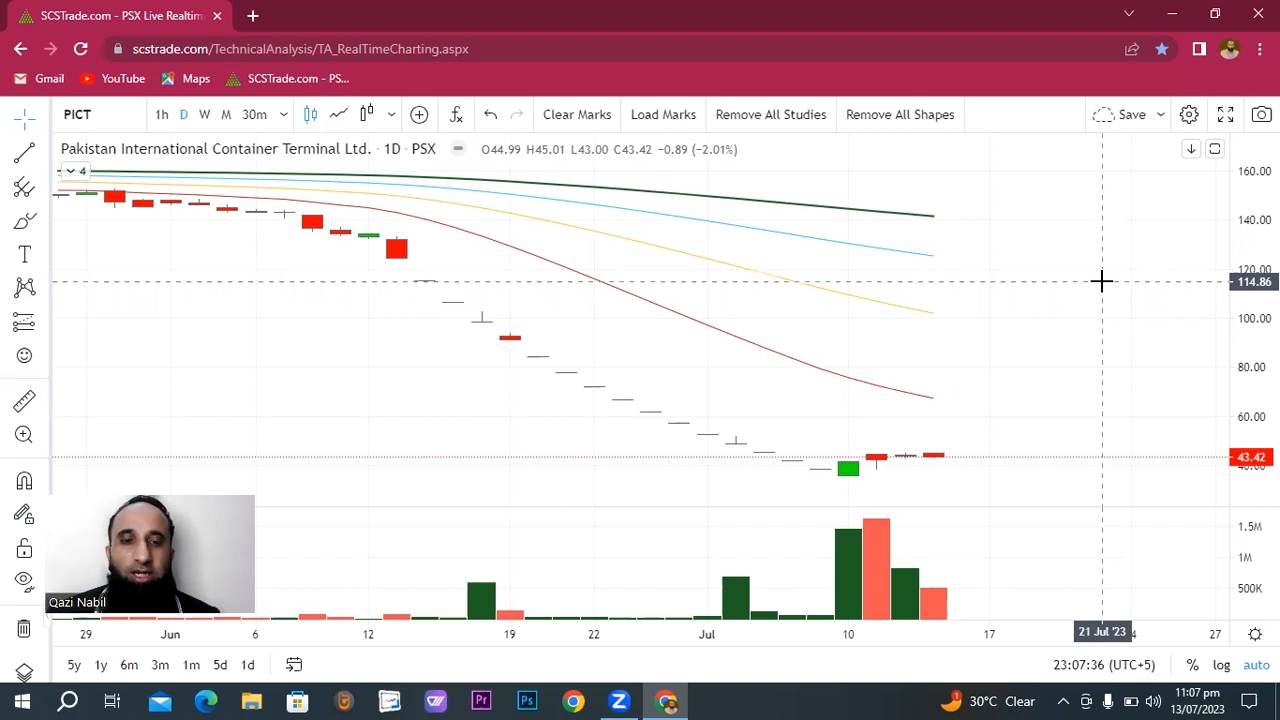 SCSTrade.com - PSX Live Realtim
scstrade.com/TechnicalAnalysis/TA_RealTimeCharting.aspx
Gmail YouTube Maps SCSTrade.com - PS...
PICT 1h D W M 30m Clear Marks Load Marks Remove All Studies Remove All Shapes Save
Pakistan International Container Terminal Ltd. · 1D · PSX O44.99 H45.01 L43.00 C43.42 −0.89 (−2.01%)
4
160.00
140.00
120.00
114.86
100.00
80.00
60.00
43.42
40.00
1.5M
1M
500K
Qazi Nabil
29 Jun 6 12 19 22 Jul 10 17 21 Jul '23 4 27
5y 1y 6m 3m 1m 5d 1d 23:07:36 (UTC+5) % log auto
1 30°C Clear 11:07 pm
13/07/2023